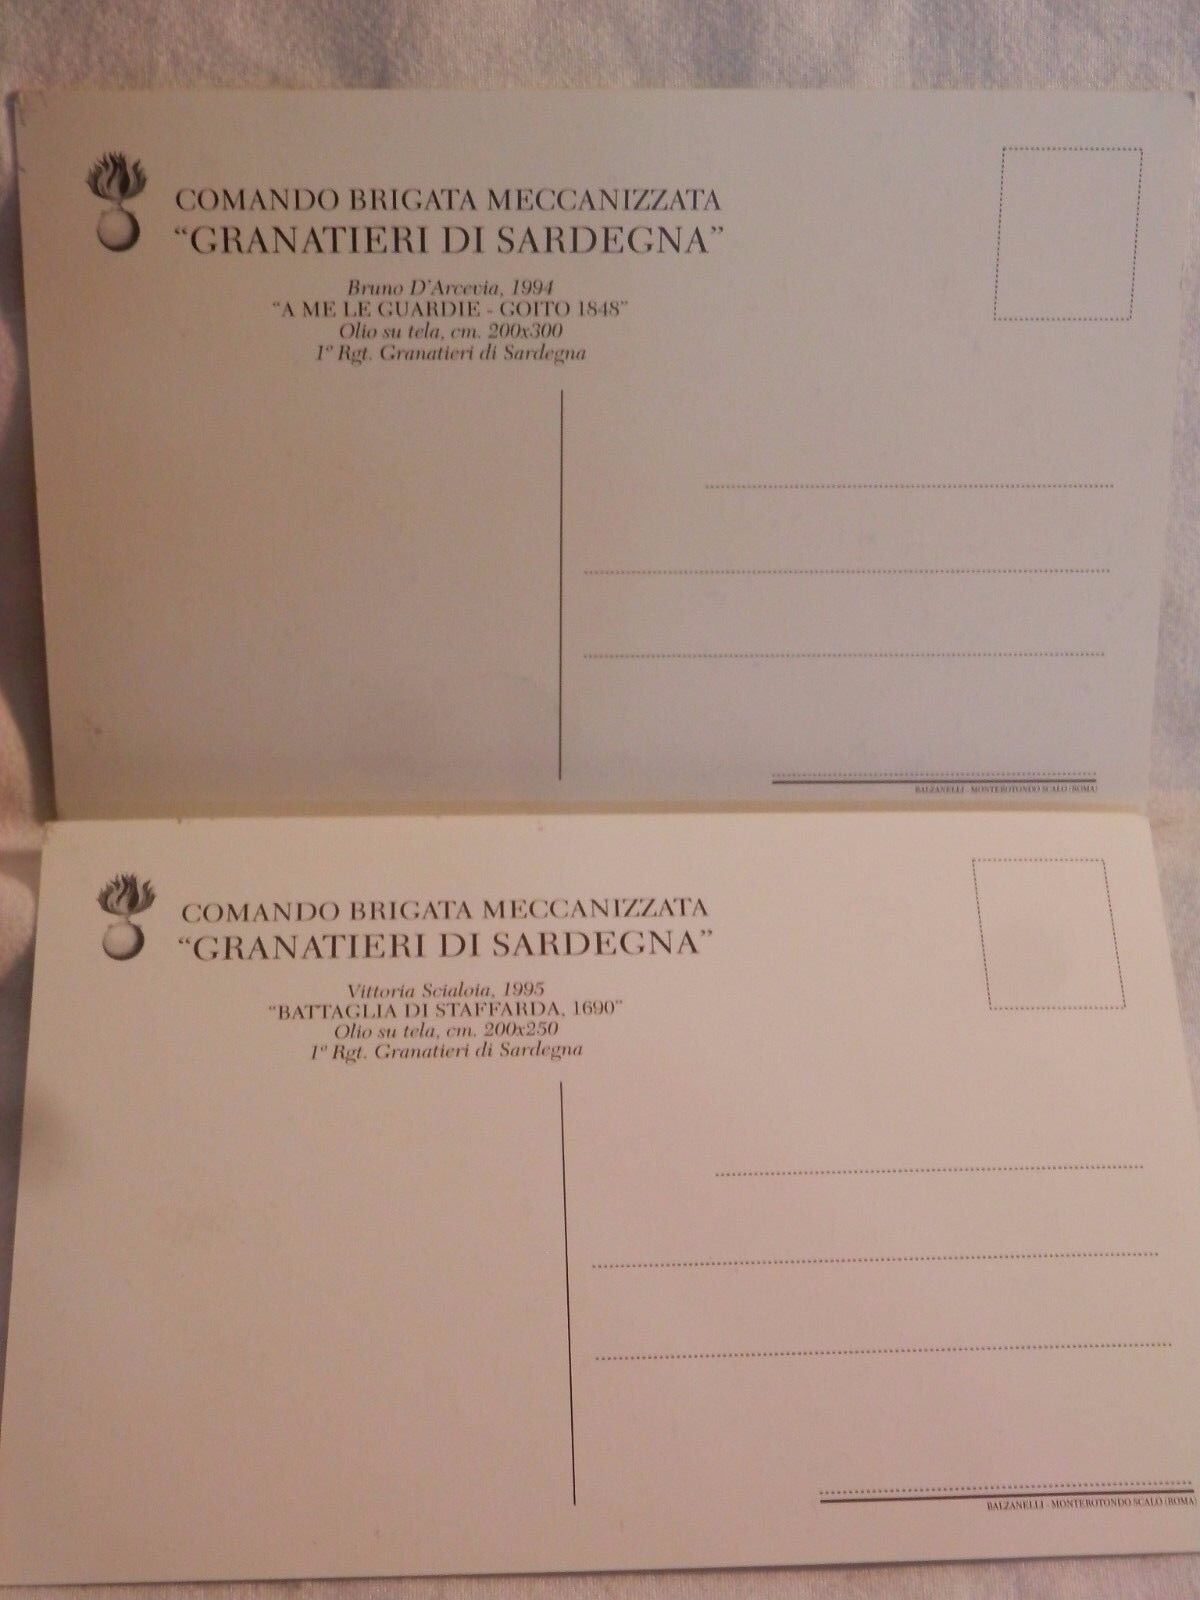 COMANDO BRIGATA MECCANIZZATA
“GRANATIERI DI SARDEGNA”
Bruno D'Arcevia, 1994
“A ME LE GUARDIE - GOITO 1848”
Olio su tela, cm. 200x300
1º Rgt. Granatieri di Sardegna
BALZANELLI - MONTEROTONDO SCALO (ROMA)
COMANDO BRIGATA MECCANIZZATA
“GRANATIERI DI SARDEGNA”
Vittoria Scialoia, 1995
“BATTAGLIA DI STAFFARDA, 1690”
Olio su tela, cm. 200x250
1º Rgt. Granatieri di Sardegna
BALZANELLI - MONTEROTONDO SCALO (ROMA)